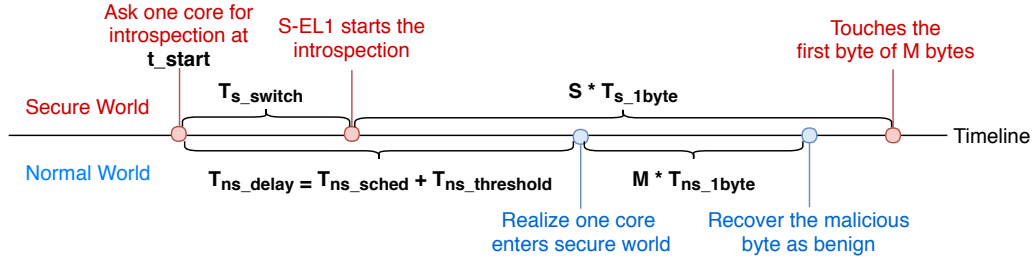 Ask one core for
introspection at
t_start
S-EL1 starts the
introspection
Touches the
first byte of M bytes
Secure World
Ts_switch
S * Ts_1byte
Timeline
Normal World
Tns_delay = Tns_sched + Tns_threshold
M * Tns_1byte
Realize one core
enters secure world
Recover the malicious
byte as benign